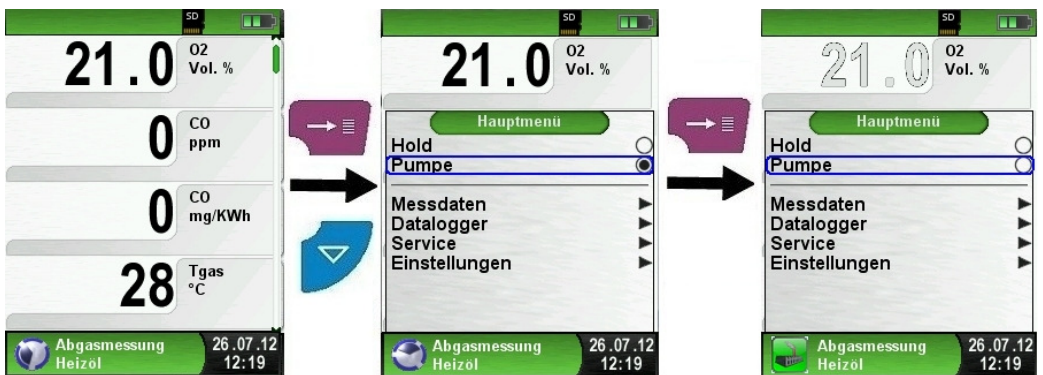 SD
21.0 O2 Vol. %
0 CO ppm
0 CO mg/KWh
28 Tgas °C
Abgasmessung 26.07.12
Heizöl 12:19
SD
21.0 O2 Vol. %
Hauptmenü
Hold
Pumpe
Messdaten
Datalogger
Service
Einstellungen
Abgasmessung 26.07.12
Heizöl 12:19
SD
21.0 O2 Vol. %
Hauptmenü
Hold
Pumpe
Messdaten
Datalogger
Service
Einstellungen
Abgasmessung 26.07.12
Heizöl 12:19